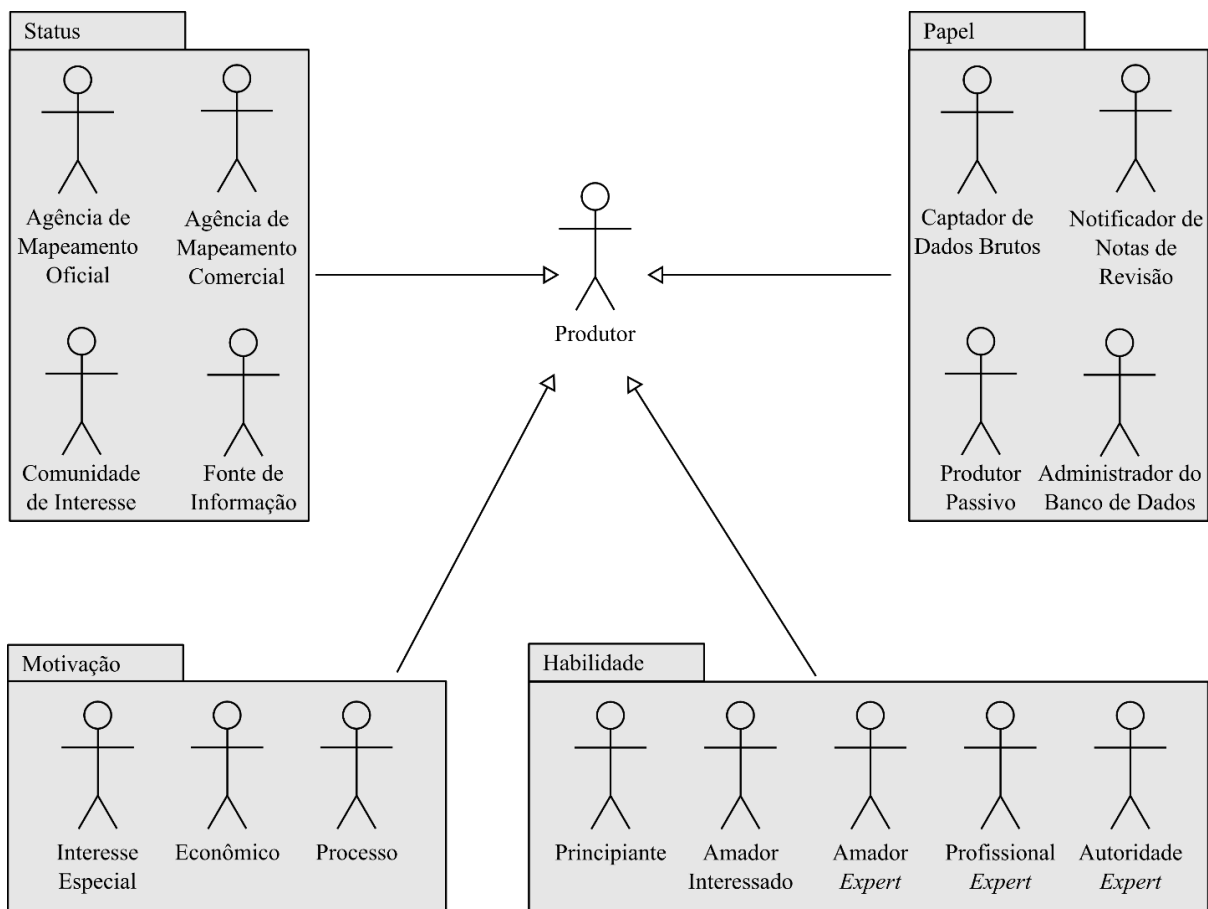 Status
Agência de
Mapeamento
Oficial
Agência de
Mapeamento
Comercial
Comunidade
de Interesse
Fonte de
Informação
Produtor
Papel
Captador de
Dados Brutos
Notificador de
Notas de
Revisão
Produtor
Passivo
Administrador do
Banco de Dados
Motivação
Interesse
Especial
Econômico
Processo
Habilidade
Principiante
Amador
Interessado
Amador
Expert
Profissional
Expert
Autoridade
Expert